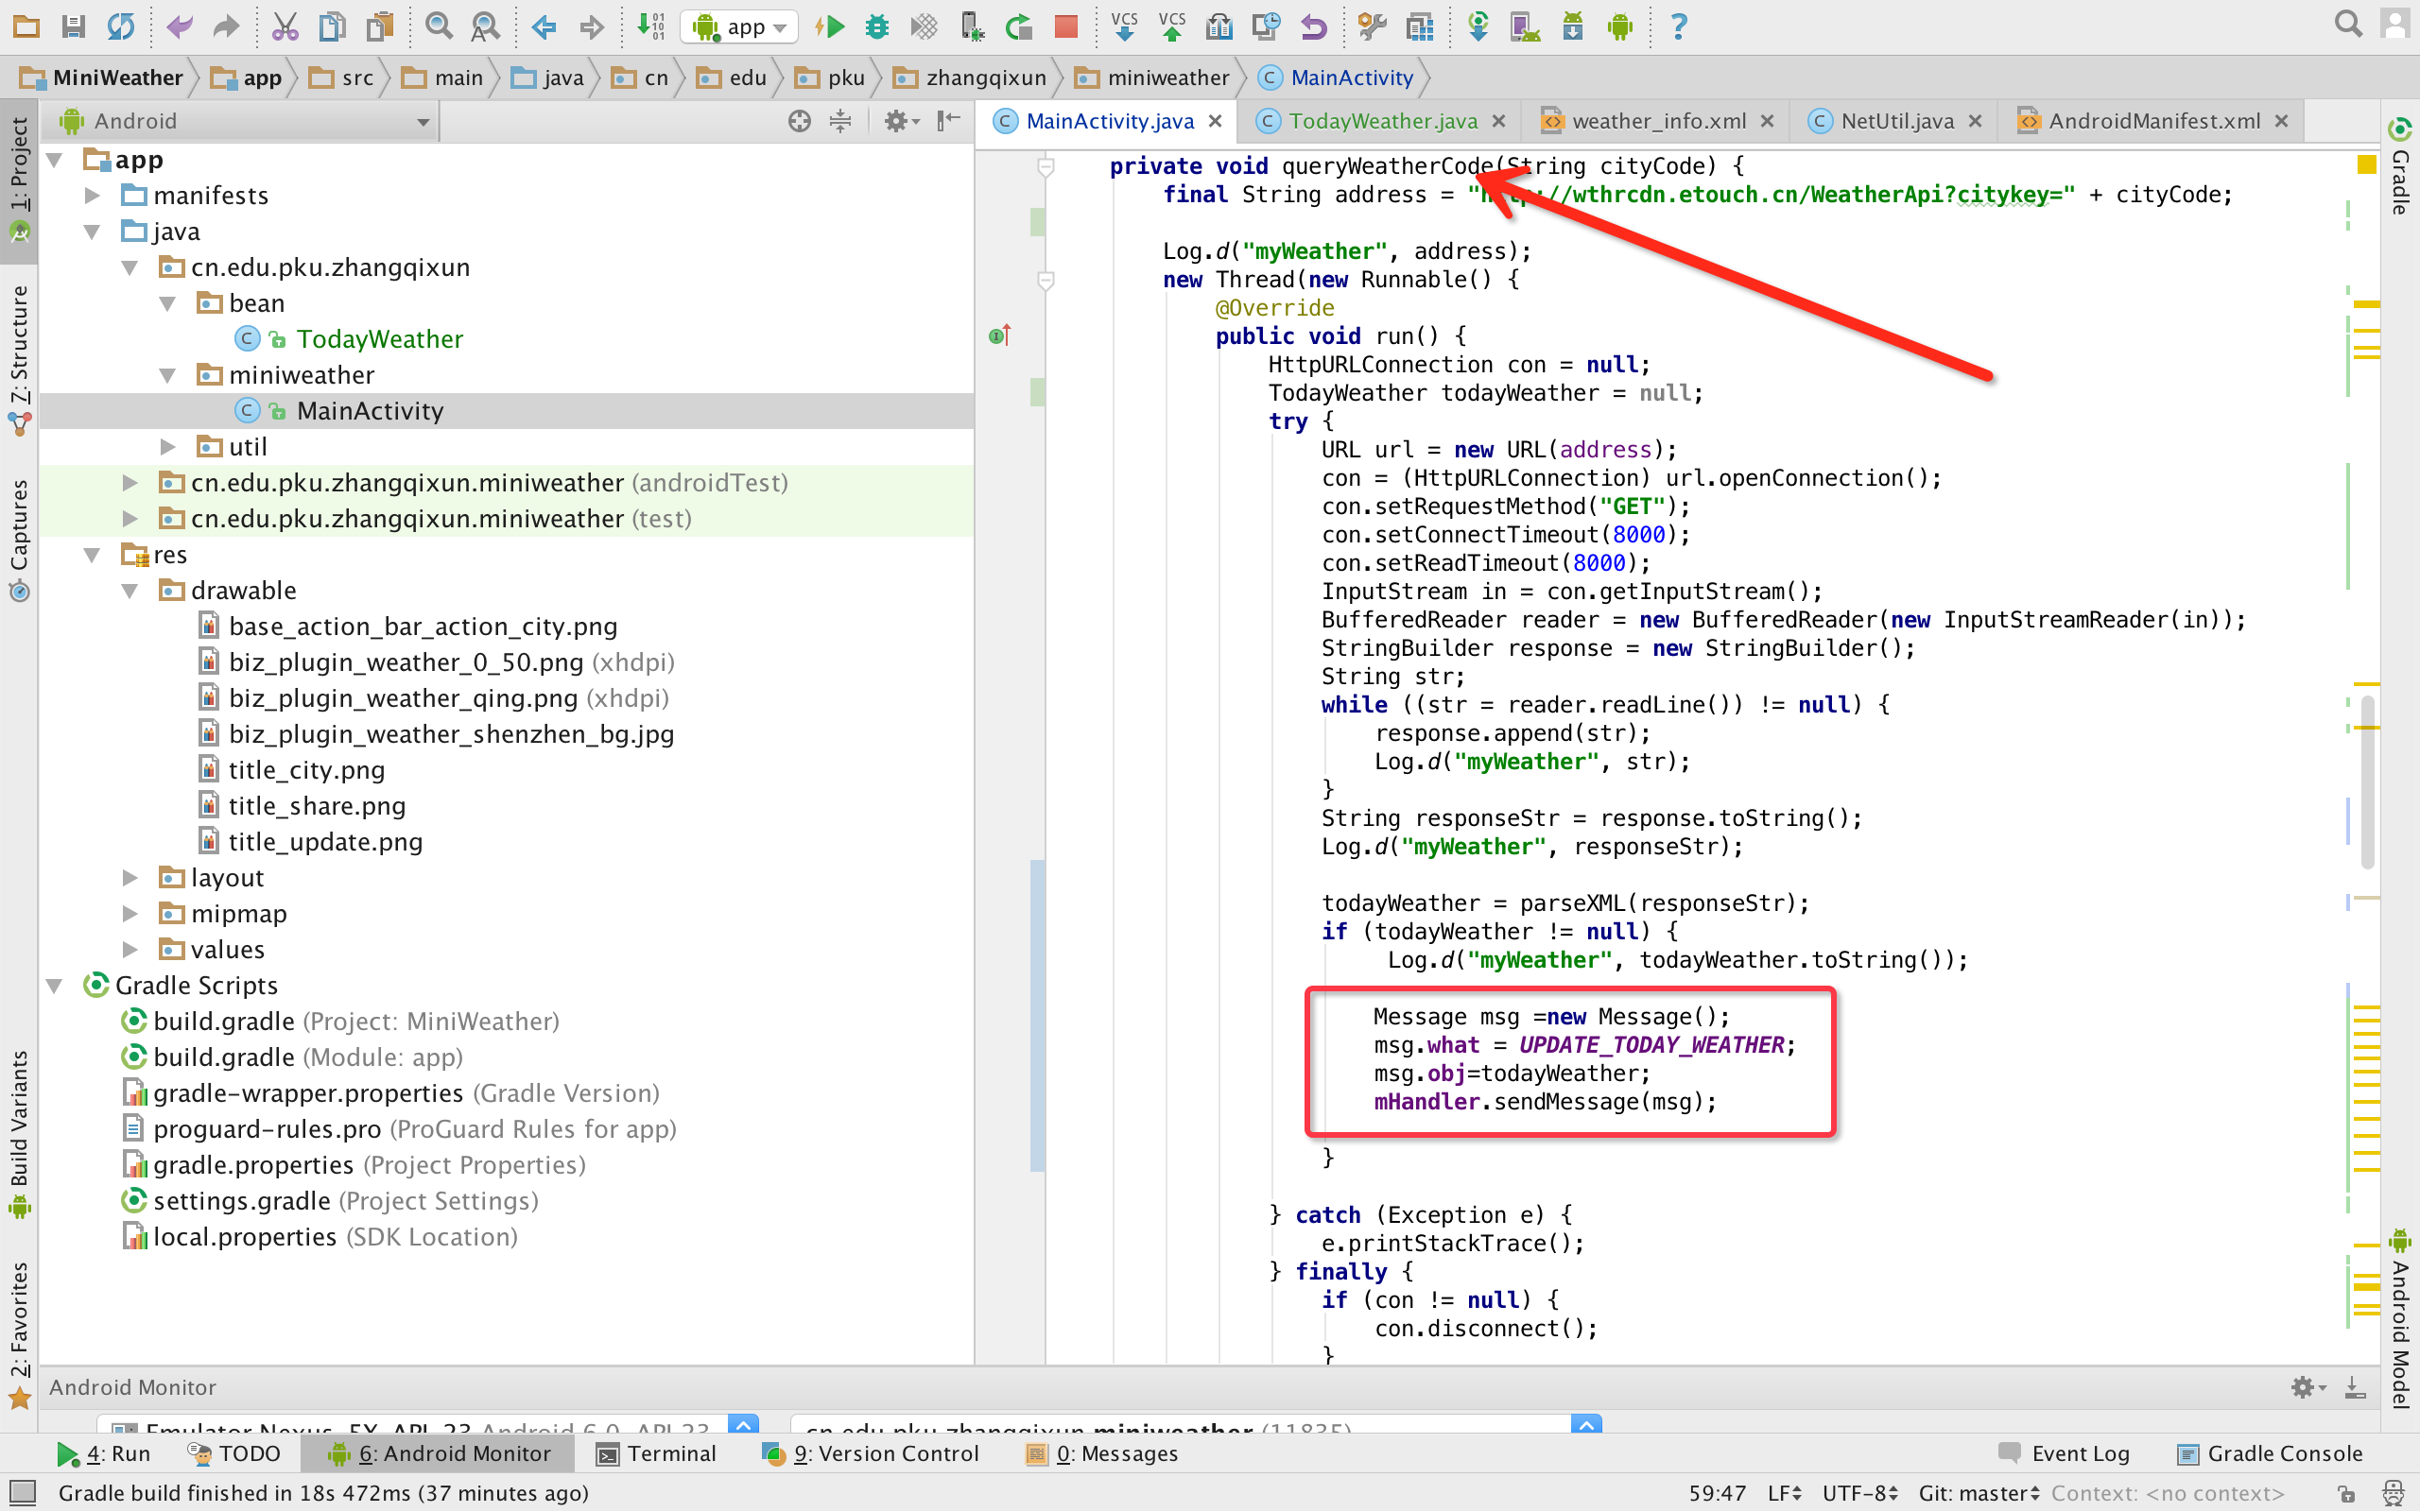 app
VCS
VCS
?
MiniWeather
app
src
main
java
cn
edu
pku
zhangqixun
miniweather
MainActivity
1: Project
Z: Structure
Captures
Build Variants
2: Favorites
Android
app
manifests
java
cn.edu.pku.zhangqixun
bean
TodayWeather
miniweather
MainActivity
util
cn.edu.pku.zhangqixun.miniweather (androidTest)
cn.edu.pku.zhangqixun.miniweather (test)
res
drawable
base_action_bar_action_city.png
biz_plugin_weather_0_50.png (xhdpi)
biz_plugin_weather_qing.png (xhdpi)
biz_plugin_weather_shenzhen_bg.jpg
title_city.png
title_share.png
title_update.png
layout
mipmap
values
Gradle Scripts
build.gradle (Project: MiniWeather)
build.gradle (Module: app)
gradle-wrapper.properties (Gradle Version)
proguard-rules.pro (ProGuard Rules for app)
gradle.properties (Project Properties)
settings.gradle (Project Settings)
local.properties (SDK Location)
MainActivity.java
TodayWeather.java
weather_info.xml
NetUtil.java
AndroidManifest.xml
private void queryWeatherCode(String cityCode) {
final String address = "http://wthrcdn.etouch.cn/WeatherApi?citykey=" + cityCode;
Log.d("myWeather", address);
new Thread(new Runnable() {
@Override
public void run() {
HttpURLConnection con = null;
TodayWeather todayWeather = null;
try {
URL url = new URL(address);
con = (HttpURLConnection) url.openConnection();
con.setRequestMethod("GET");
con.setConnectTimeout(8000);
con.setReadTimeout(8000);
InputStream in = con.getInputStream();
BufferedReader reader = new BufferedReader(new InputStreamReader(in));
StringBuilder response = new StringBuilder();
String str;
while ((str = reader.readLine()) != null) {
response.append(str);
Log.d("myWeather", str);
}
String responseStr = response.toString();
Log.d("myWeather", responseStr);
todayWeather = parseXML(responseStr);
if (todayWeather != null) {
Log.d("myWeather", todayWeather.toString());
Message msg =new Message();
msg.what = UPDATE_TODAY_WEATHER;
msg.obj=todayWeather;
mHandler.sendMessage(msg);
}
} catch (Exception e) {
e.printStackTrace();
} finally {
if (con != null) {
con.disconnect();
}
Gradle
Android Model
Android Monitor
Emulator Nexus_5X_API_23 Android 6.0, API 23
cn.edu.pku.zhangqixun.miniweather (11835)
4: Run
TODO
6: Android Monitor
Terminal
9: Version Control
0: Messages
Event Log
Gradle Console
Gradle build finished in 18s 472ms (37 minutes ago)
59:47
LF
UTF-8
Git: master
Context: <no context>